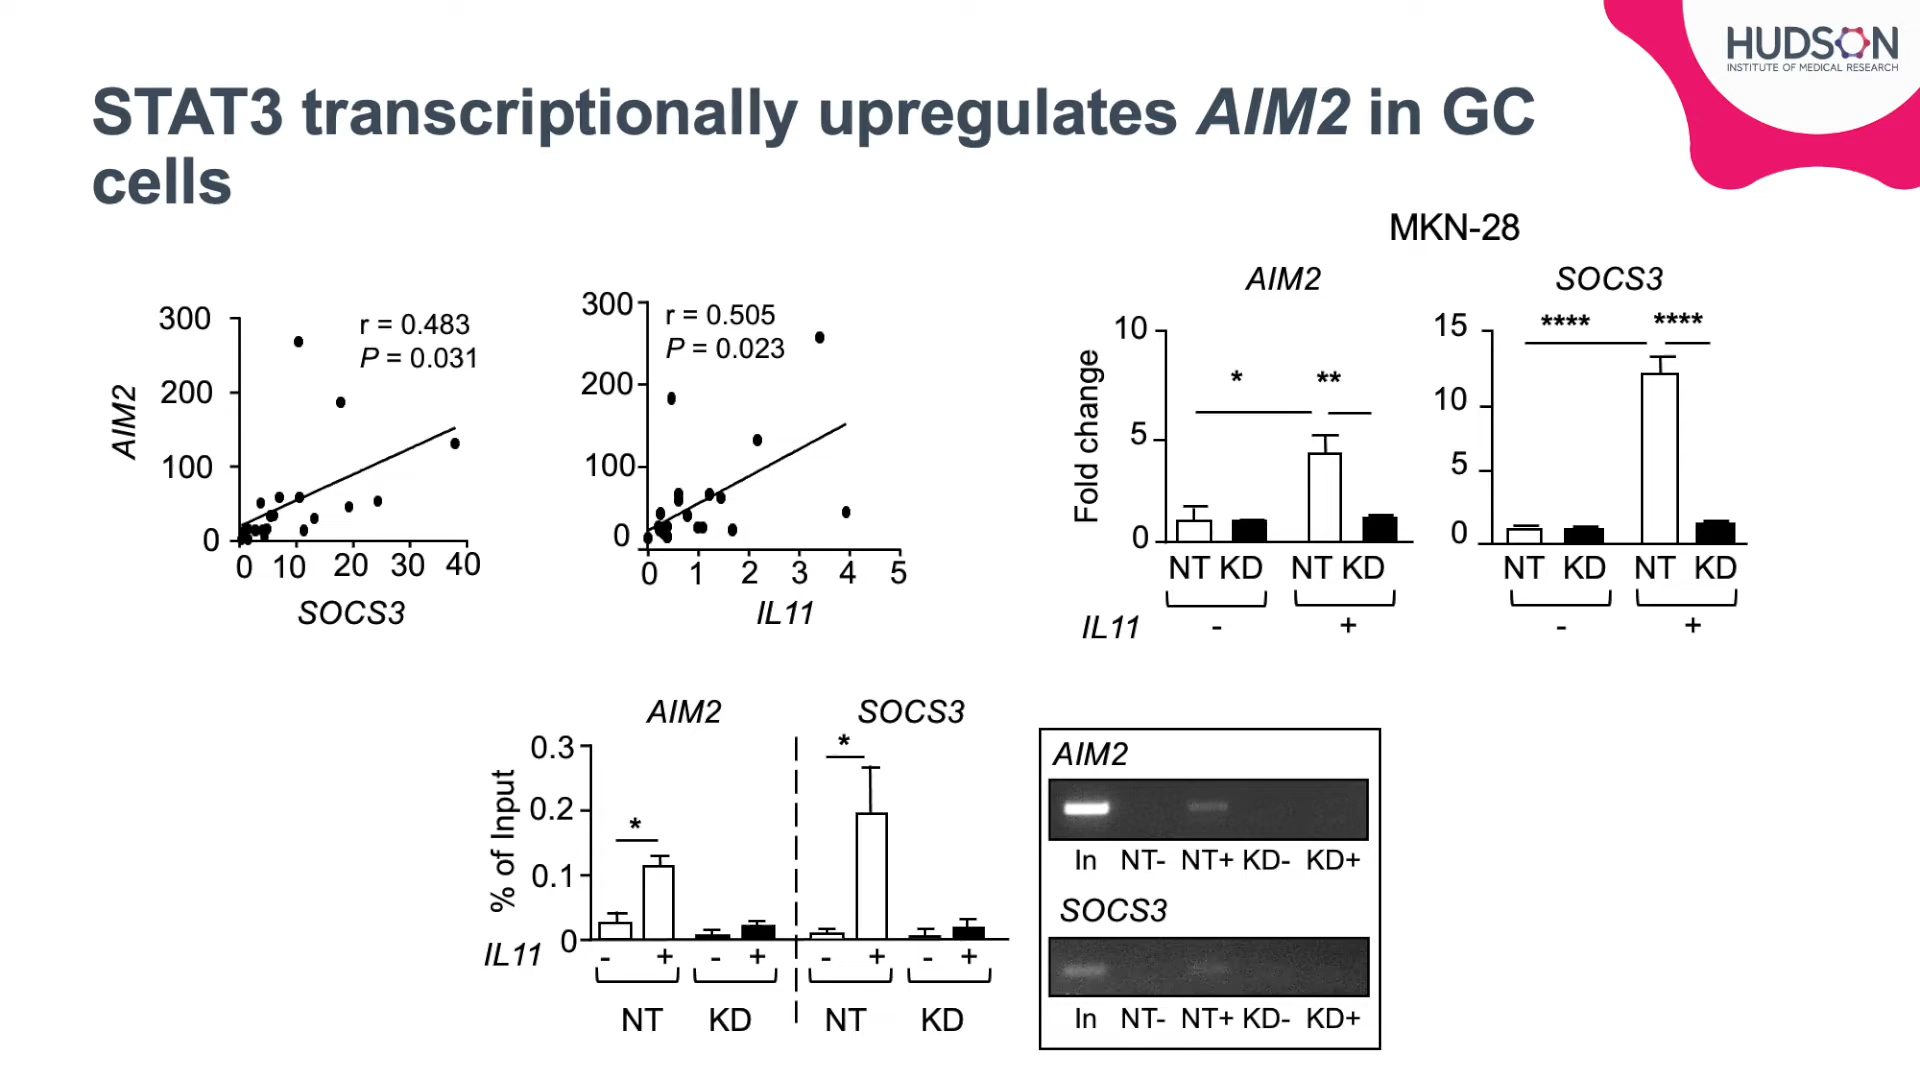 HUDSON
INSTITUTE OF MEDICAL RESEARCH
STAT3 transcriptionally upregulates AIM2 in GC
cells
AIM2
300
200
100
0
r = 0.483
P = 0.031
0 10 20 30 40
SOCS3
300
200
100
0
r = 0.505
P = 0.023
0 1 2 3 4 5
IL11
MKN-28
AIM2
Fold change
10
5
0
* **
NT KD NT KD
IL11 - +
SOCS3
15
10
5
0
**** ****
NT KD NT KD
- +
AIM2 SOCS3
% of Input
0.3
0.2
0.1
0
* *
IL11 - + - + - + - +
NT KD NT KD
AIM2
In NT- NT+ KD- KD+
SOCS3
In NT- NT+ KD- KD+